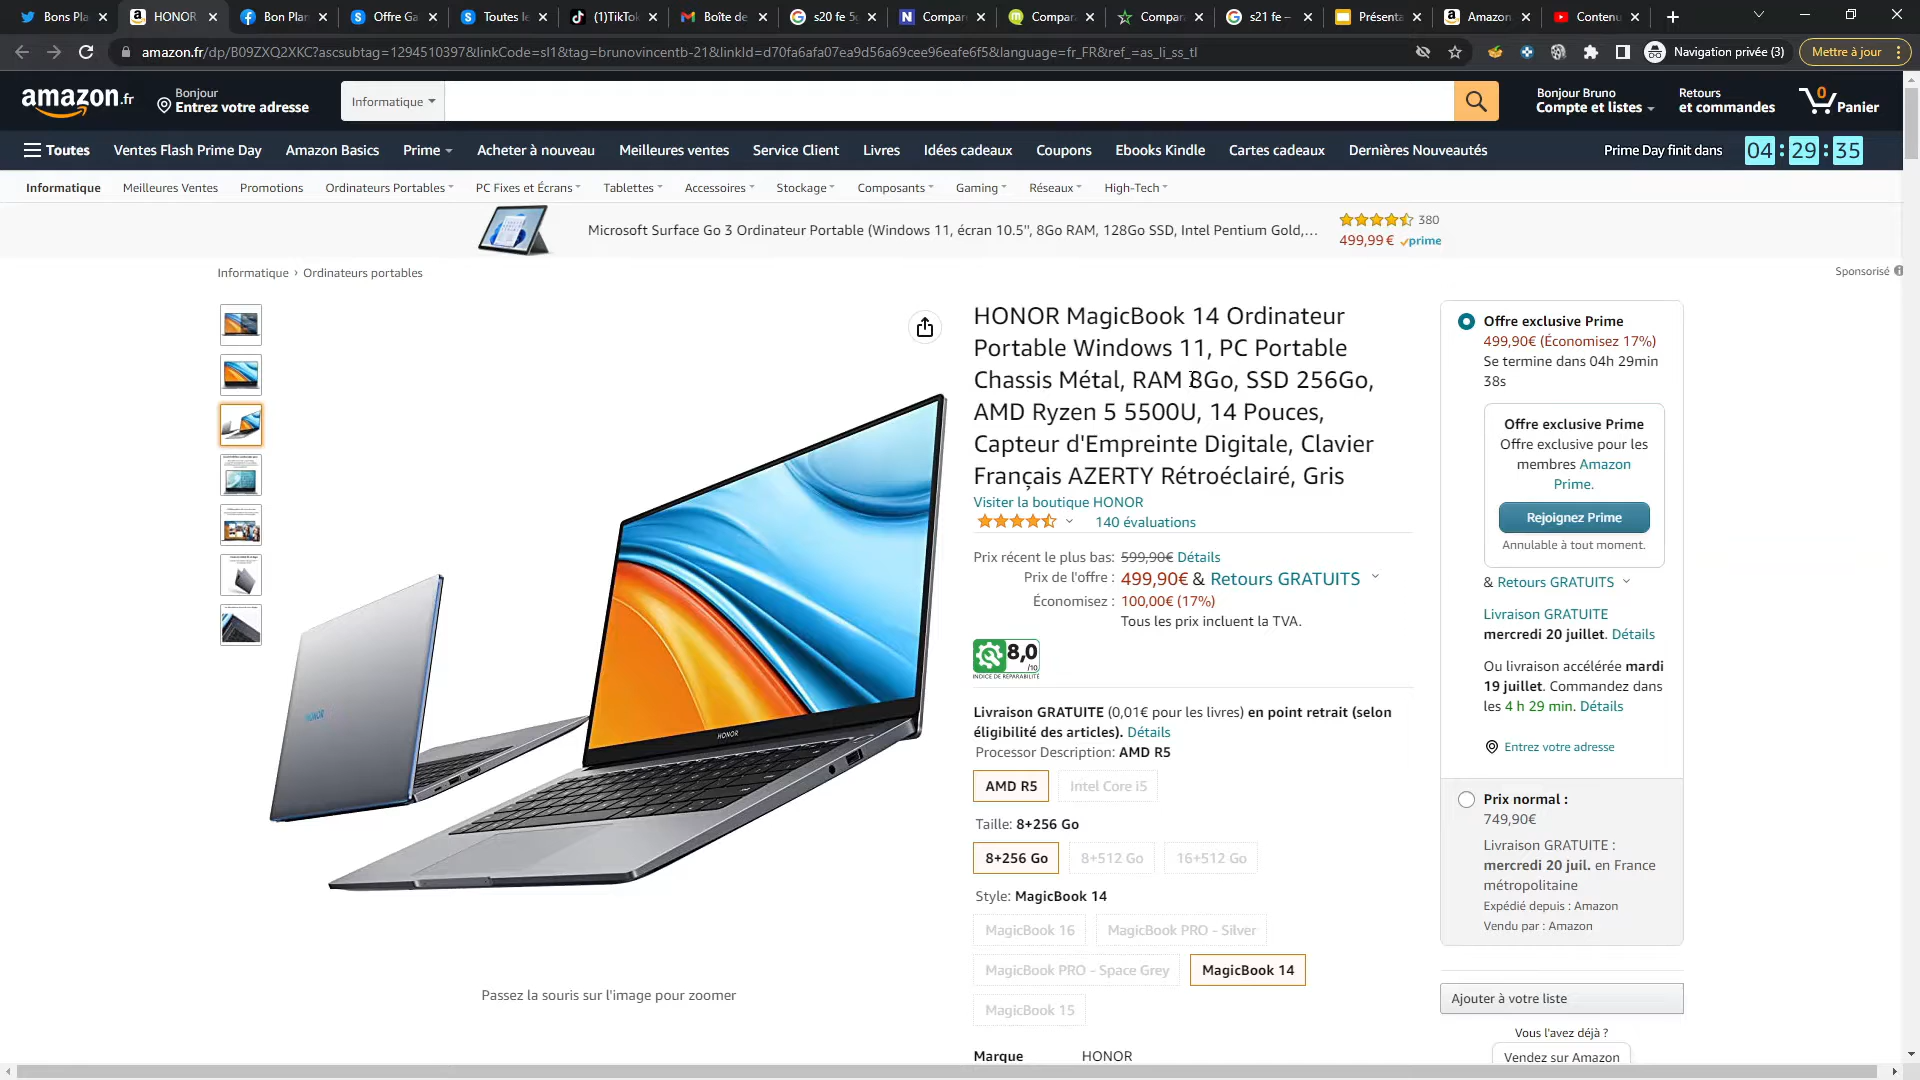 Bons Pla
HONOR
Bon Plar
Offre Ga
Toutes le
(1)TikTo
Boîte de
s20 fe 5g
Compar
Compar
Compar
s21 fe –
Présenta
Amazon
Contenu
amazon.fr/dp/B09ZXQ2XKC?ascsubtag=1294510397&linkCode=sl1&tag=brunovincentb-21&linkId=d70fa6afa07ea9d56a69cee96eafe6f5&language=fr_FR&ref_=as_li_ss_tl
Navigation privée (3)
Mettre à jour
amazon.fr
Bonjour
Entrez votre adresse
Informatique
Bonjour Bruno
Compte et listes
Retours
et commandes
0
Panier
Toutes
Ventes Flash Prime Day
Amazon Basics
Prime
Acheter à nouveau
Meilleures ventes
Service Client
Livres
Idées cadeaux
Coupons
Ebooks Kindle
Cartes cadeaux
Dernières Nouveautés
Prime Day finit dans 04 : 29 : 35
Informatique
Meilleures Ventes
Promotions
Ordinateurs Portables
PC Fixes et Écrans
Tablettes
Accessoires
Stockage
Composants
Gaming
Réseaux
High-Tech
Microsoft Surface Go 3 Ordinateur Portable (Windows 11, écran 10.5", 8Go RAM, 128Go SSD, Intel Pentium Gold,...
380
499,99 € prime
Informatique › Ordinateurs portables
Sponsorisé
HONOR MagicBook 14 Ordinateur
Portable Windows 11, PC Portable
Chassis Métal, RAM 8Go, SSD 256Go,
AMD Ryzen 5 5500U, 14 Pouces,
Capteur d'Empreinte Digitale, Clavier
Français AZERTY Rétroéclairé, Gris
Visiter la boutique HONOR
140 évaluations
Prix récent le plus bas: 599,90€ Détails
Prix de l'offre : 499,90€ & Retours GRATUITS
Économisez : 100,00€ (17%)
Tous les prix incluent la TVA.
8,0
/10
INDICE DE RÉPARABILITÉ
Livraison GRATUITE (0,01€ pour les livres) en point retrait (selon
éligibilité des articles). Détails
Processor Description: AMD R5
AMD R5
Intel Core i5
Taille: 8+256 Go
8+256 Go
8+512 Go
16+512 Go
Style: MagicBook 14
MagicBook 16
MagicBook PRO - Silver
MagicBook PRO - Space Grey
MagicBook 14
MagicBook 15
Marque HONOR
HONOR
HONOR
Passez la souris sur l'image pour zoomer
Offre exclusive Prime
499,90€ (Économisez 17%)
Se termine dans 04h 29min
38s
Offre exclusive Prime
Offre exclusive pour les
membres Amazon
Prime.
Rejoignez Prime
Annulable à tout moment.
& Retours GRATUITS
Livraison GRATUITE
mercredi 20 juillet. Détails
Ou livraison accélérée mardi
19 juillet. Commandez dans
les 4 h 29 min. Détails
Entrez votre adresse
Prix normal :
749,90€
Livraison GRATUITE :
mercredi 20 juil. en France
métropolitaine
Expédié depuis : Amazon
Vendu par : Amazon
Ajouter à votre liste
Vous l'avez déjà ?
Vendez sur Amazon